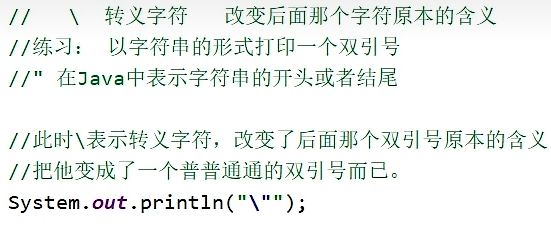 //   \  转义字符   改变后面那个字符原本的含义
//练习： 以字符串的形式打印一个双引号
//" 在Java中表示字符串的开头或者结尾
//此时\表示转义字符，改变了后面那个双引号原本的含义
//把他变成了一个普普通通的双引号而已。
System.out.println("\"");